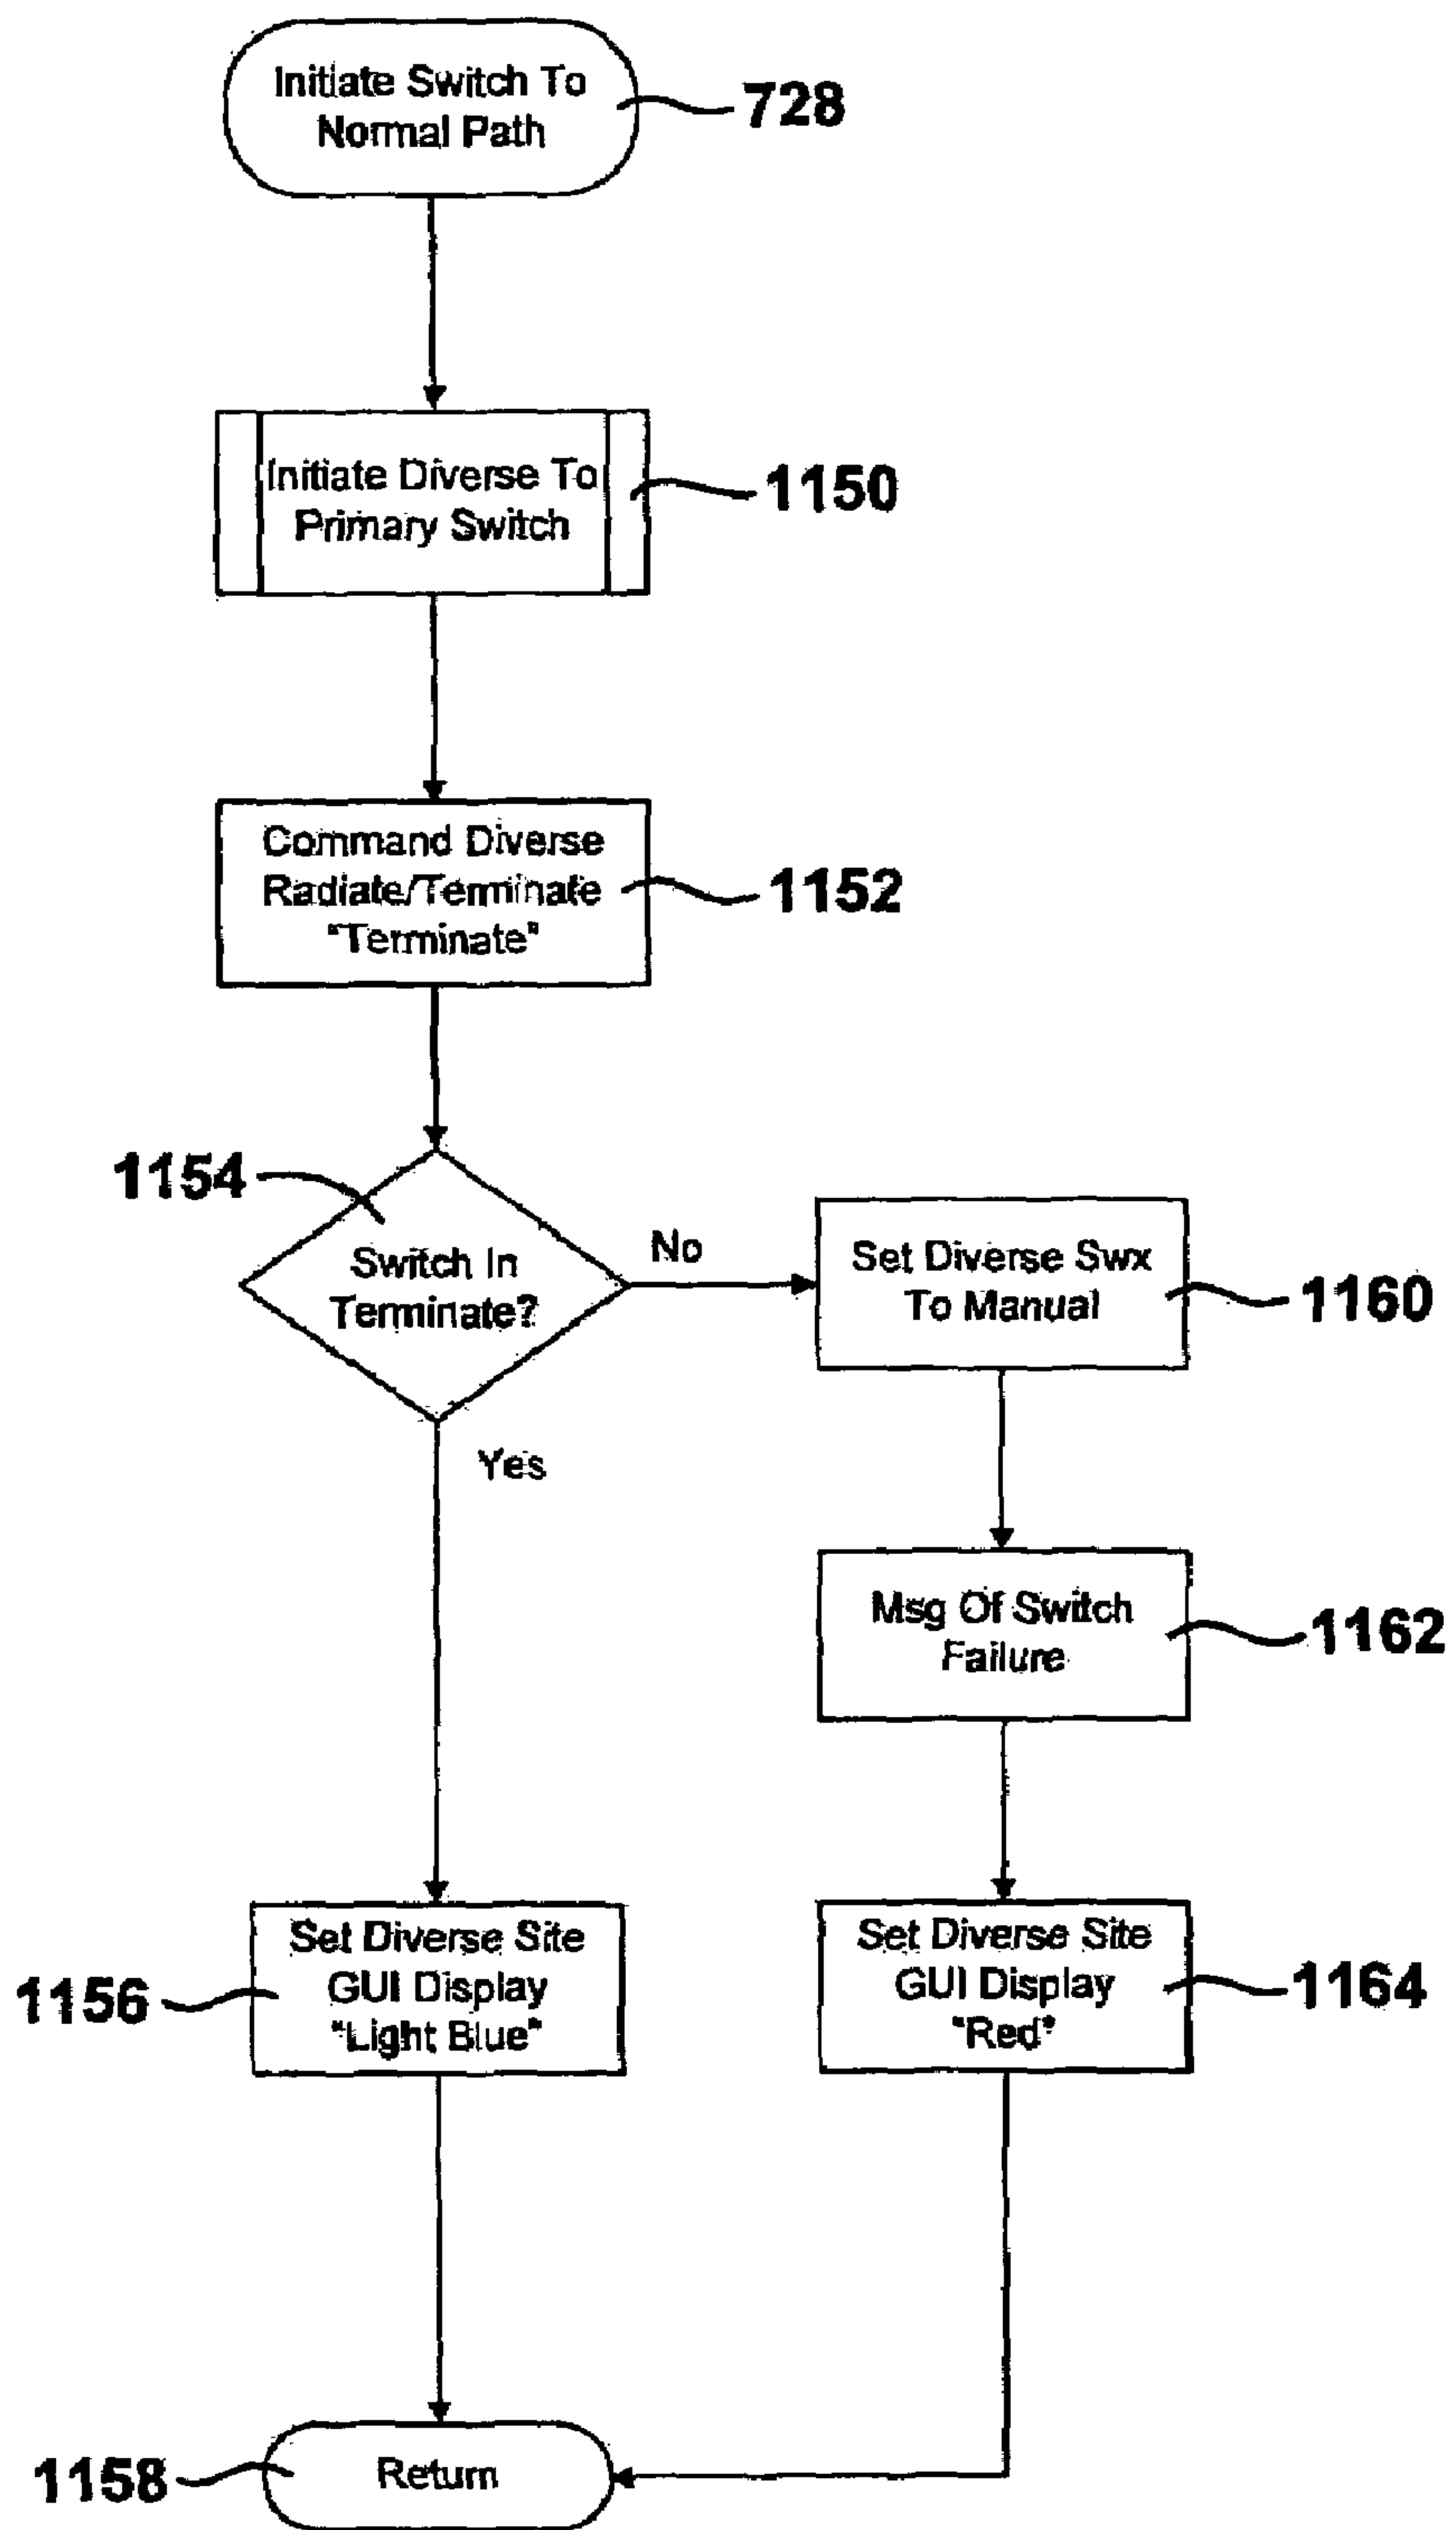 Initiate Switch To
Normal Path
728
Initiate Diverse To
Primary Switch
1150
Command Diverse
Radiate/Terminate
"Terminate"
1152
1154
Switch In
Terminate?
No
Yes
Set Diverse Swx
To Manual
1160
Msg Of Switch
Failure
1162
1156
Set Diverse Site
GUI Display
"Light Blue"
Set Diverse Site
GUI Display
"Red"
1164
1158
Return